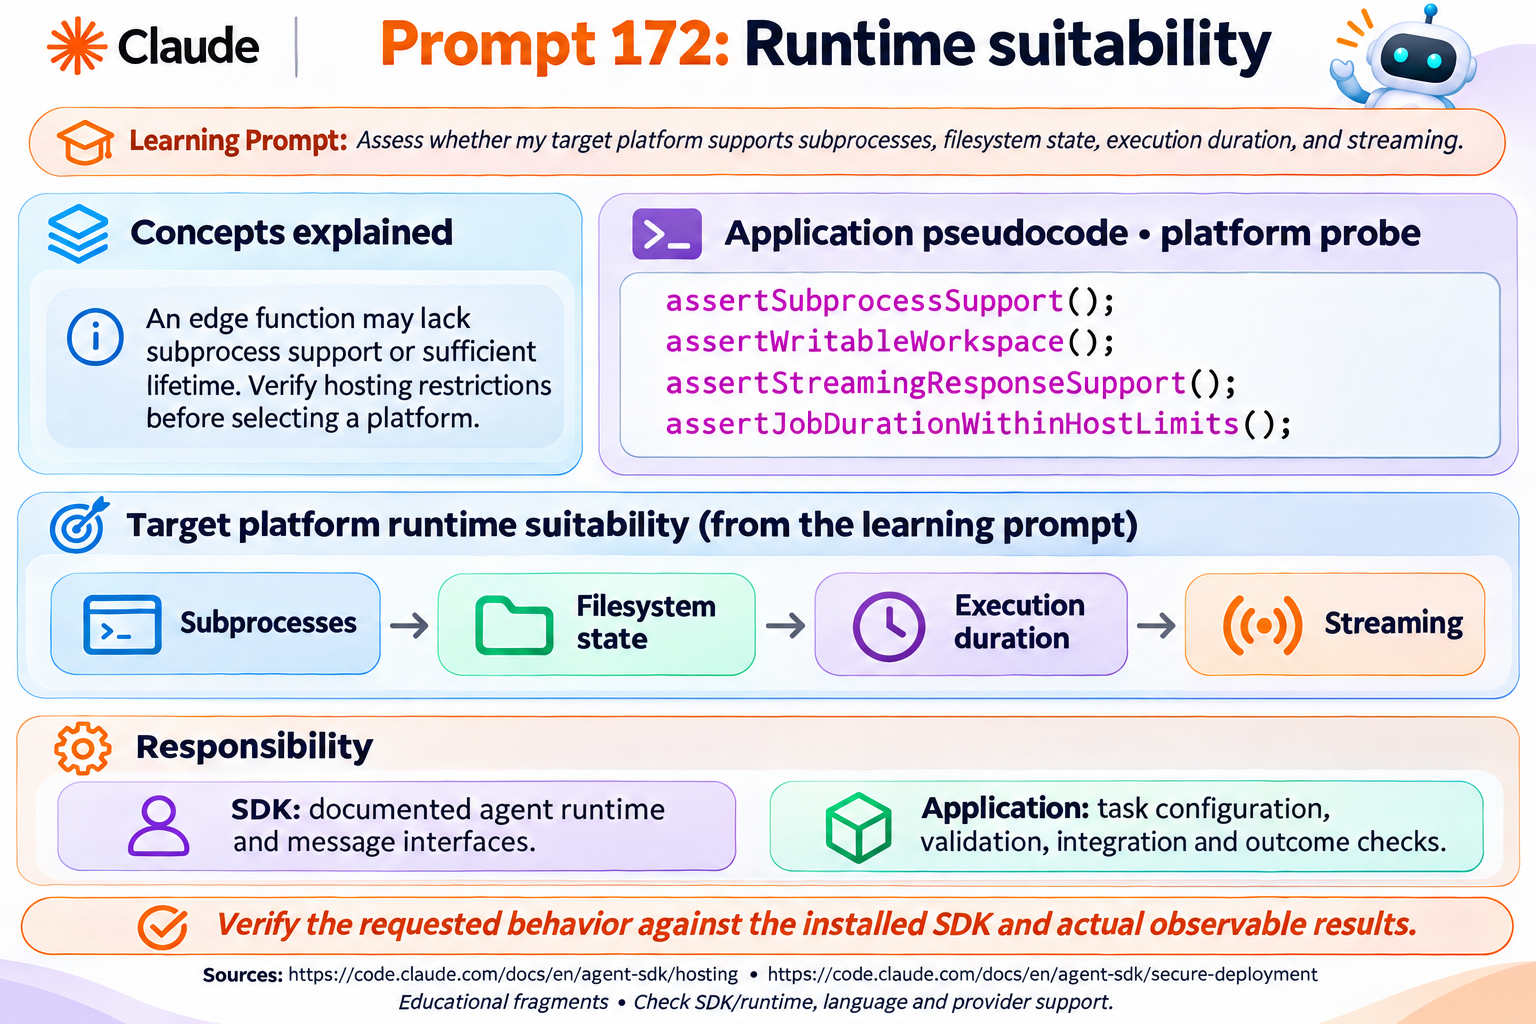 Claude
Prompt 172: Runtime suitability
Learning Prompt: Assess whether my target platform supports subprocesses, filesystem state, execution duration, and streaming.
Concepts explained
An edge function may lack
subprocess support or sufficient
lifetime. Verify hosting restrictions
before selecting a platform.
Application pseudocode • platform probe
assertSubprocessSupport();
assertWritableWorkspace();
assertStreamingResponseSupport();
assertJobDurationWithinHostLimits();
Target platform runtime suitability (from the learning prompt)
Subprocesses
Filesystem
state
Execution
duration
Streaming
Responsibility
SDK: documented agent runtime
and message interfaces.
Application: task configuration,
validation, integration and outcome checks.
Verify the requested behavior against the installed SDK and actual observable results.
Sources: https://code.claude.com/docs/en/agent-sdk/hosting • https://code.claude.com/docs/en/agent-sdk/secure-deployment
Educational fragments • Check SDK/runtime, language and provider support.